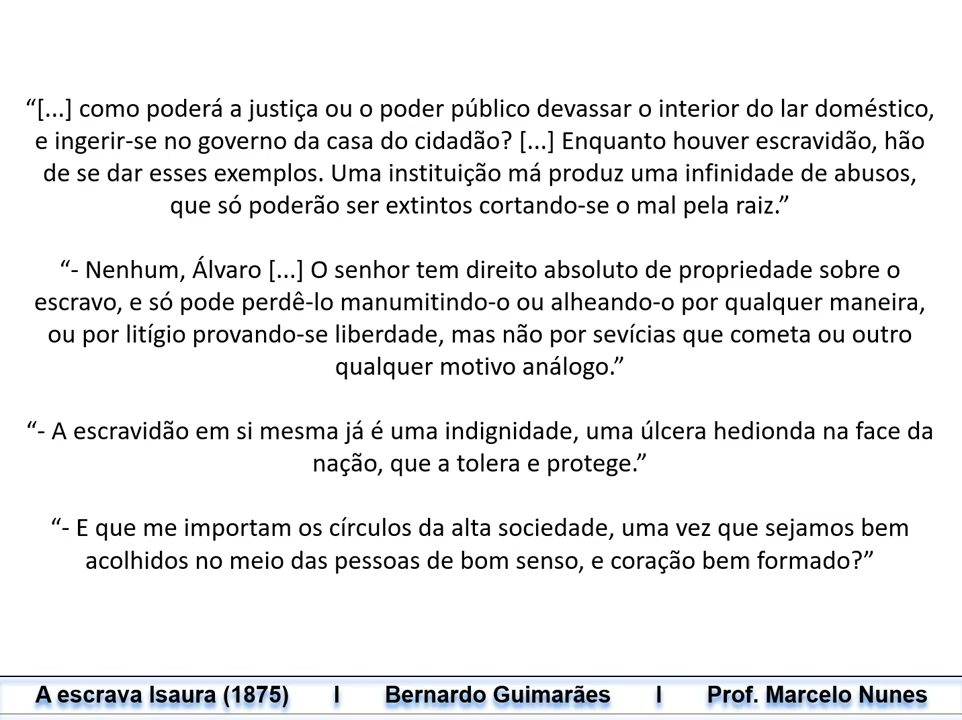 “[...] como poderá a justiça ou o poder público devassar o interior do lar doméstico,
e ingerir-se no governo da casa do cidadão? [...] Enquanto houver escravidão, hão
de se dar esses exemplos. Uma instituição má produz uma infinidade de abusos,
que só poderão ser extintos cortando-se o mal pela raiz.”
“- Nenhum, Álvaro [...] O senhor tem direito absoluto de propriedade sobre o
escravo, e só pode perdê-lo manumitindo-o ou alheando-o por qualquer maneira,
ou por litígio provando-se liberdade, mas não por sevícias que cometa ou outro
qualquer motivo análogo.”
“- A escravidão em si mesma já é uma indignidade, uma úlcera hedionda na face da
nação, que a tolera e protege.”
“- E que me importam os círculos da alta sociedade, uma vez que sejamos bem
acolhidos no meio das pessoas de bom senso, e coração bem formado?”
A escrava Isaura (1875) I Bernardo Guimarães I Prof. Marcelo Nunes